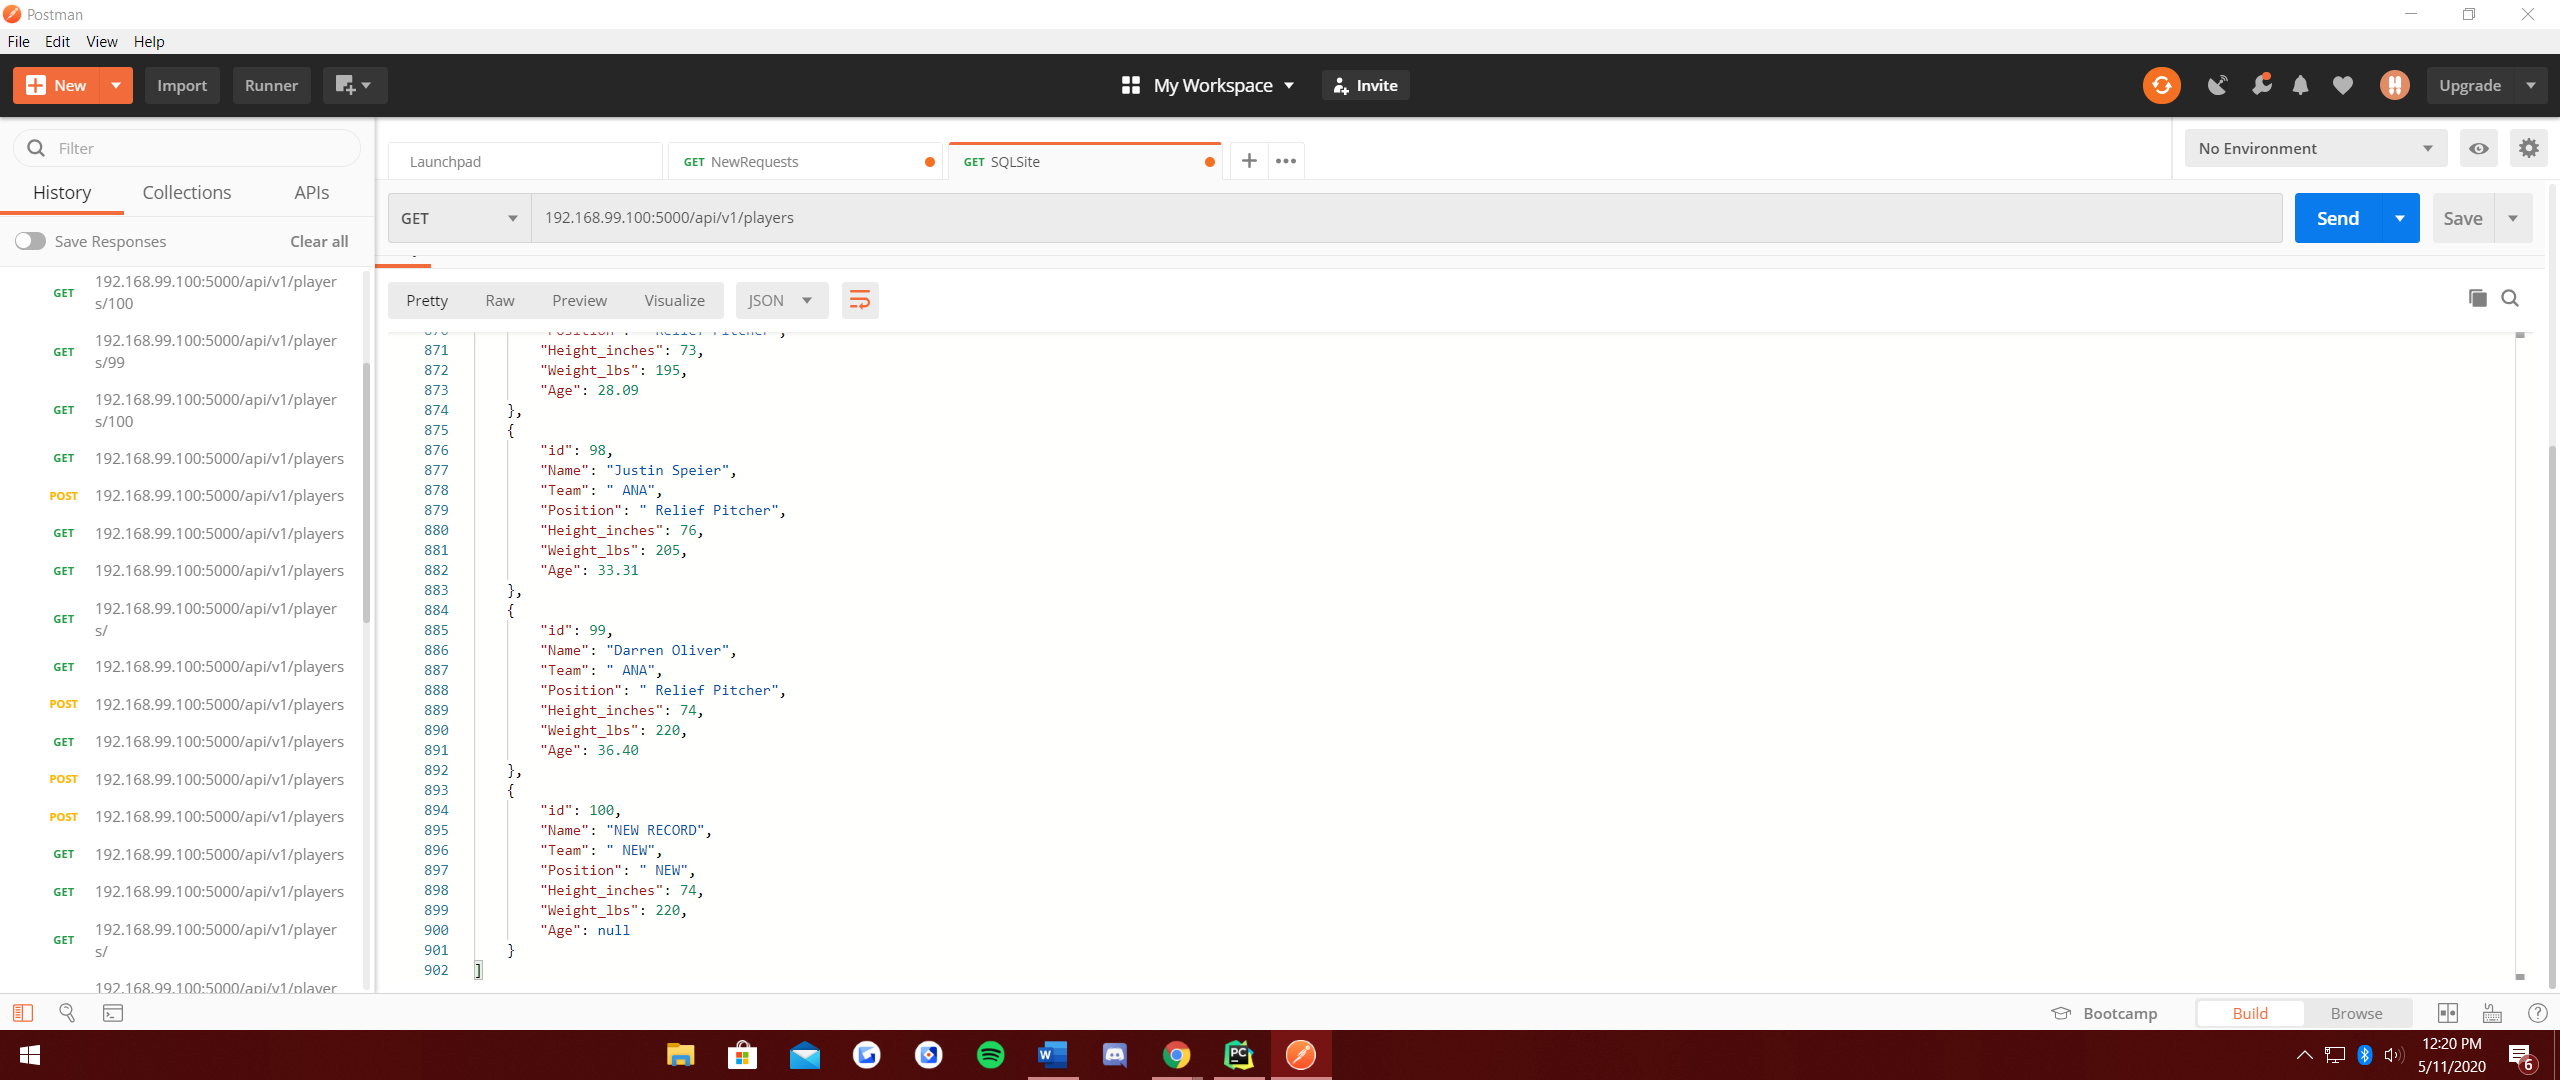 Postman
File Edit View Help
New Import Runner My Workspace Invite Upgrade
Filter
History Collections APIs
Save Responses Clear all
GET 192.168.99.100:5000/api/v1/player
s/100
GET 192.168.99.100:5000/api/v1/player
s/99
GET 192.168.99.100:5000/api/v1/player
s/100
GET 192.168.99.100:5000/api/v1/players
POST 192.168.99.100:5000/api/v1/players
GET 192.168.99.100:5000/api/v1/players
GET 192.168.99.100:5000/api/v1/players
GET 192.168.99.100:5000/api/v1/player
s/
GET 192.168.99.100:5000/api/v1/players
POST 192.168.99.100:5000/api/v1/players
GET 192.168.99.100:5000/api/v1/players
POST 192.168.99.100:5000/api/v1/players
POST 192.168.99.100:5000/api/v1/players
GET 192.168.99.100:5000/api/v1/players
GET 192.168.99.100:5000/api/v1/players
GET 192.168.99.100:5000/api/v1/player
s/
192.168.99.100:5000/api/v1/player
Launchpad GET NewRequests GET SQLSite No Environment
GET 192.168.99.100:5000/api/v1/players Send Save
Pretty Raw Preview Visualize JSON
870 "Position": " Relief Pitcher",
871 "Height_inches": 73,
872 "Weight_lbs": 195,
873 "Age": 28.09
874 },
875 {
876 "id": 98,
877 "Name": "Justin Speier",
878 "Team": " ANA",
879 "Position": " Relief Pitcher",
880 "Height_inches": 76,
881 "Weight_lbs": 205,
882 "Age": 33.31
883 },
884 {
885 "id": 99,
886 "Name": "Darren Oliver",
887 "Team": " ANA",
888 "Position": " Relief Pitcher",
889 "Height_inches": 74,
890 "Weight_lbs": 220,
891 "Age": 36.40
892 },
893 {
894 "id": 100,
895 "Name": "NEW RECORD",
896 "Team": " NEW",
897 "Position": " NEW",
898 "Height_inches": 74,
899 "Weight_lbs": 220,
900 "Age": null
901 }
902 ]
Bootcamp Build Browse
12:20 PM
5/11/2020
6